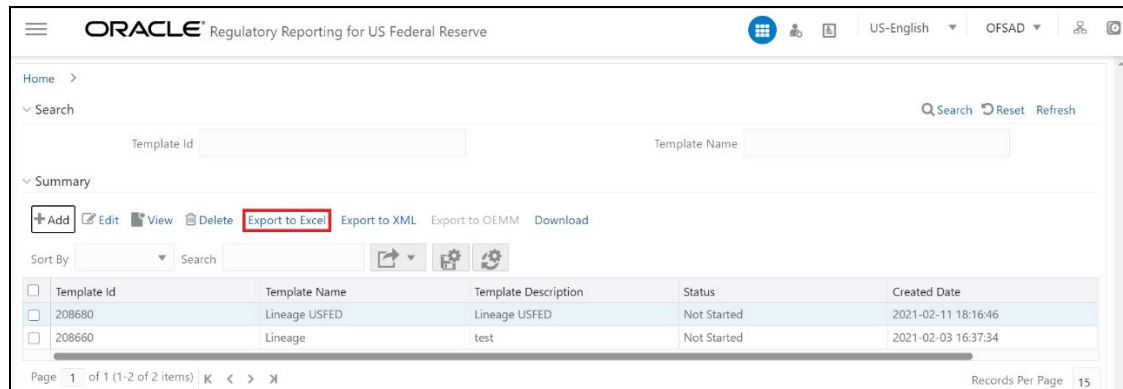 ORACLE® Regulatory Reporting for US Federal Reserve US-English OFSAD
Home >
Search Search Reset Refresh
Template Id Template Name
Summary
+ Add Edit View Delete Export to Excel Export to XML Export to OEMM Download
Sort By Search
Template Id Template Name Template Description Status Created Date
208680 Lineage USFED Lineage USFED Not Started 2021-02-11 18:16:46
208660 Lineage test Not Started 2021-02-03 16:37:34
Page 1 of 1 (1-2 of 2 items) Records Per Page 15